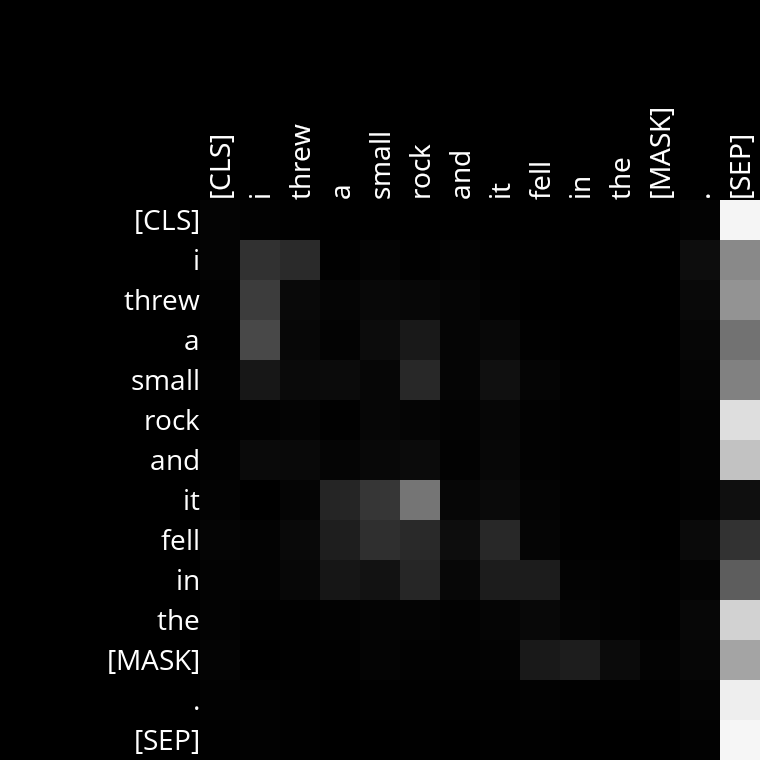 [CLS] i threw a small rock and it fell in the [MASK] . [SEP]
[CLS]
i
threw
a
small
rock
and
it
fell
in
the
[MASK]
.
[SEP]